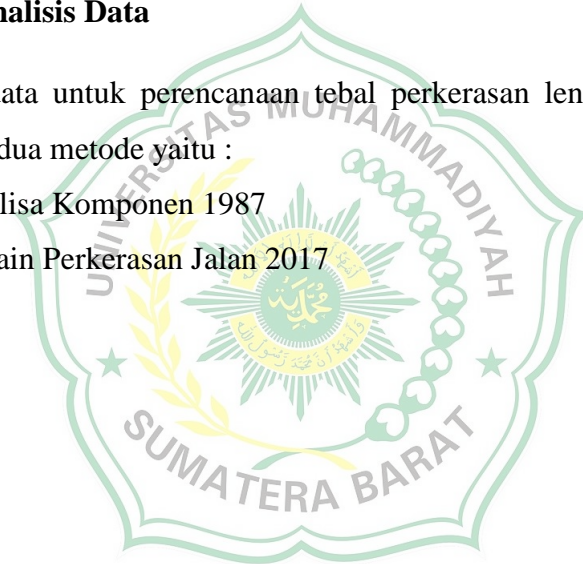 nalisis Data
ata untuk perencanaan tebal perkerasan len
dua metode yaitu :
lisa Komponen 1987
ain Perkerasan Jalan 2017
UNIVERSITAS MUHAMMADIYAH
محمدية
SUMATERA BARAT